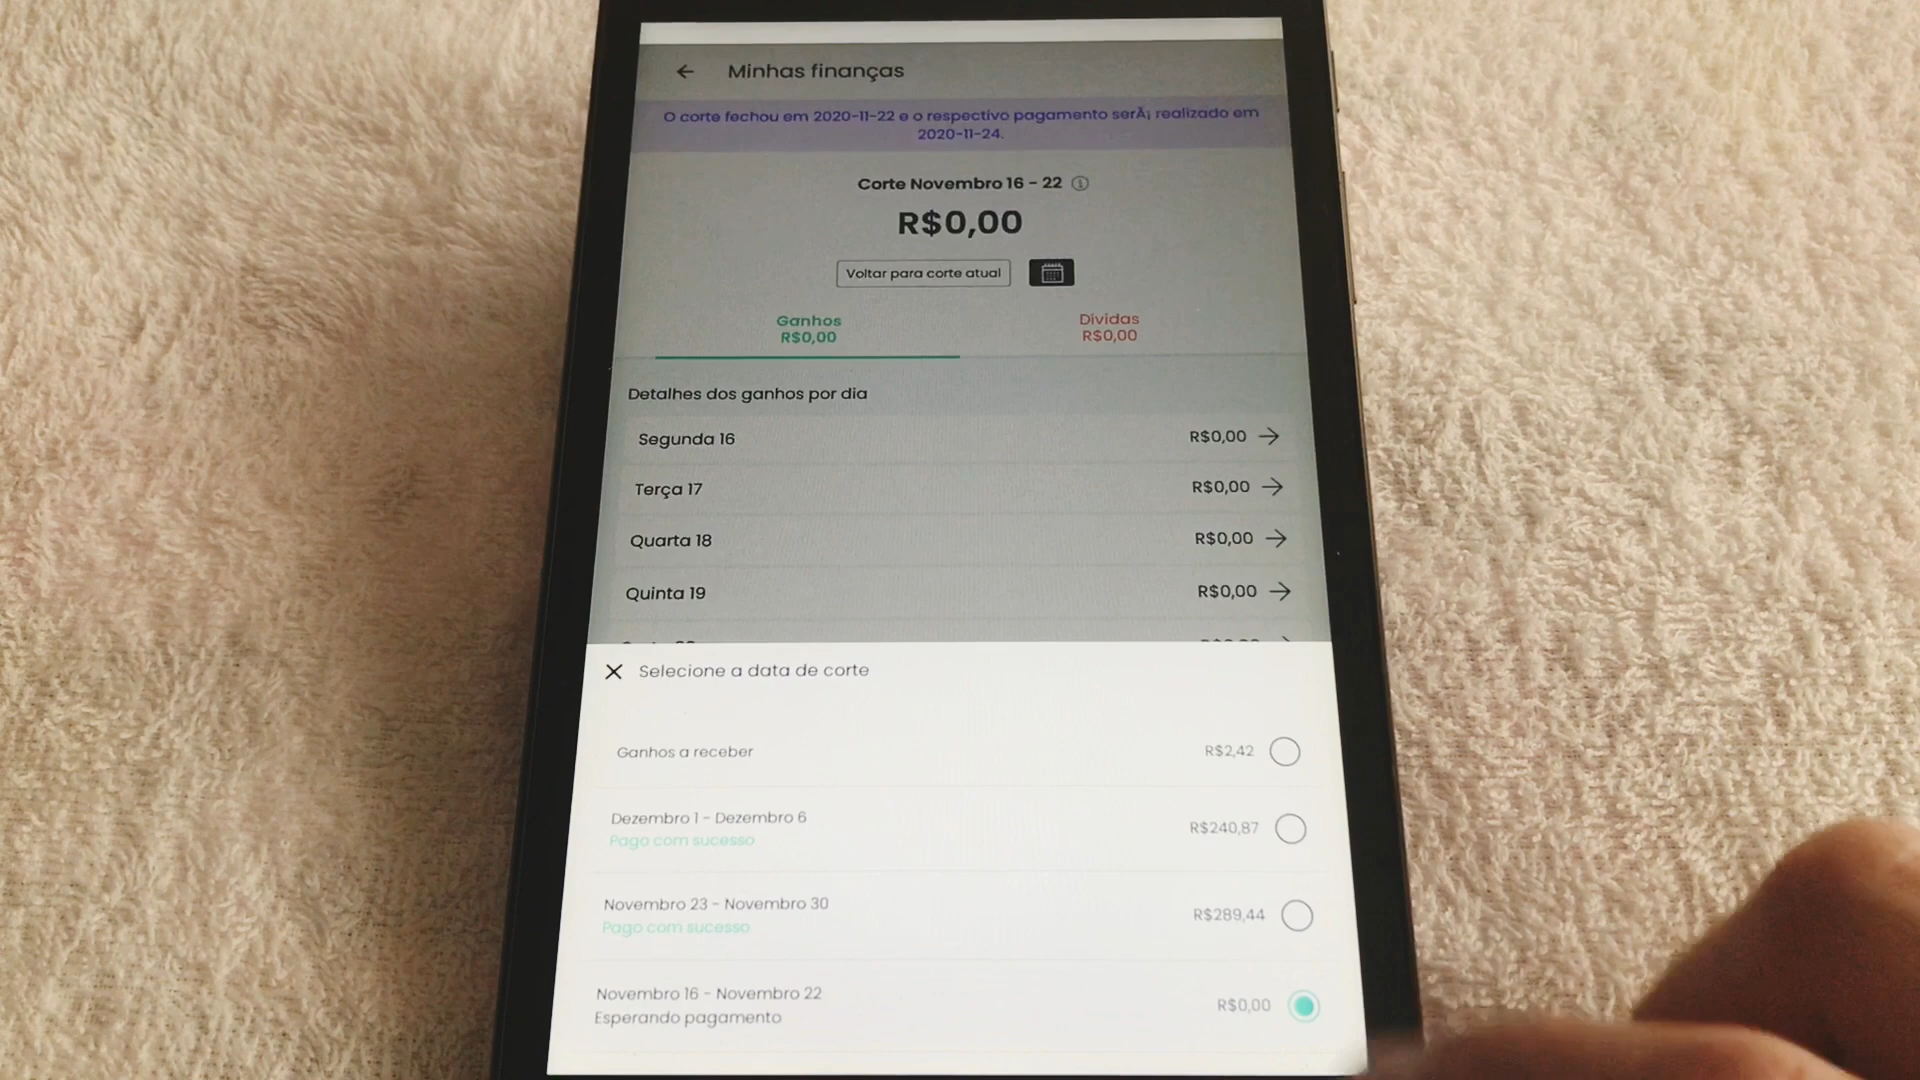 Minhas finanças
O corte fechou em 2020-11-22 e o respectivo pagamento serÃ¡ realizado em
2020-11-24.
Corte Novembro 16 - 22
R$0,00
Voltar para corte atual
Ganhos
R$0,00
Dívidas
R$0,00
Detalhes dos ganhos por dia
Segunda 16 R$0,00
Terça 17 R$0,00
Quarta 18 R$0,00
Quinta 19 R$0,00
Selecione a data de corte
Ganhos a receber R$2,42
Dezembro 1 - Dezembro 6 R$240,87
Pago com sucesso
Novembro 23 - Novembro 30 R$289,44
Pago com sucesso
Novembro 16 - Novembro 22 R$0,00
Esperando pagamento